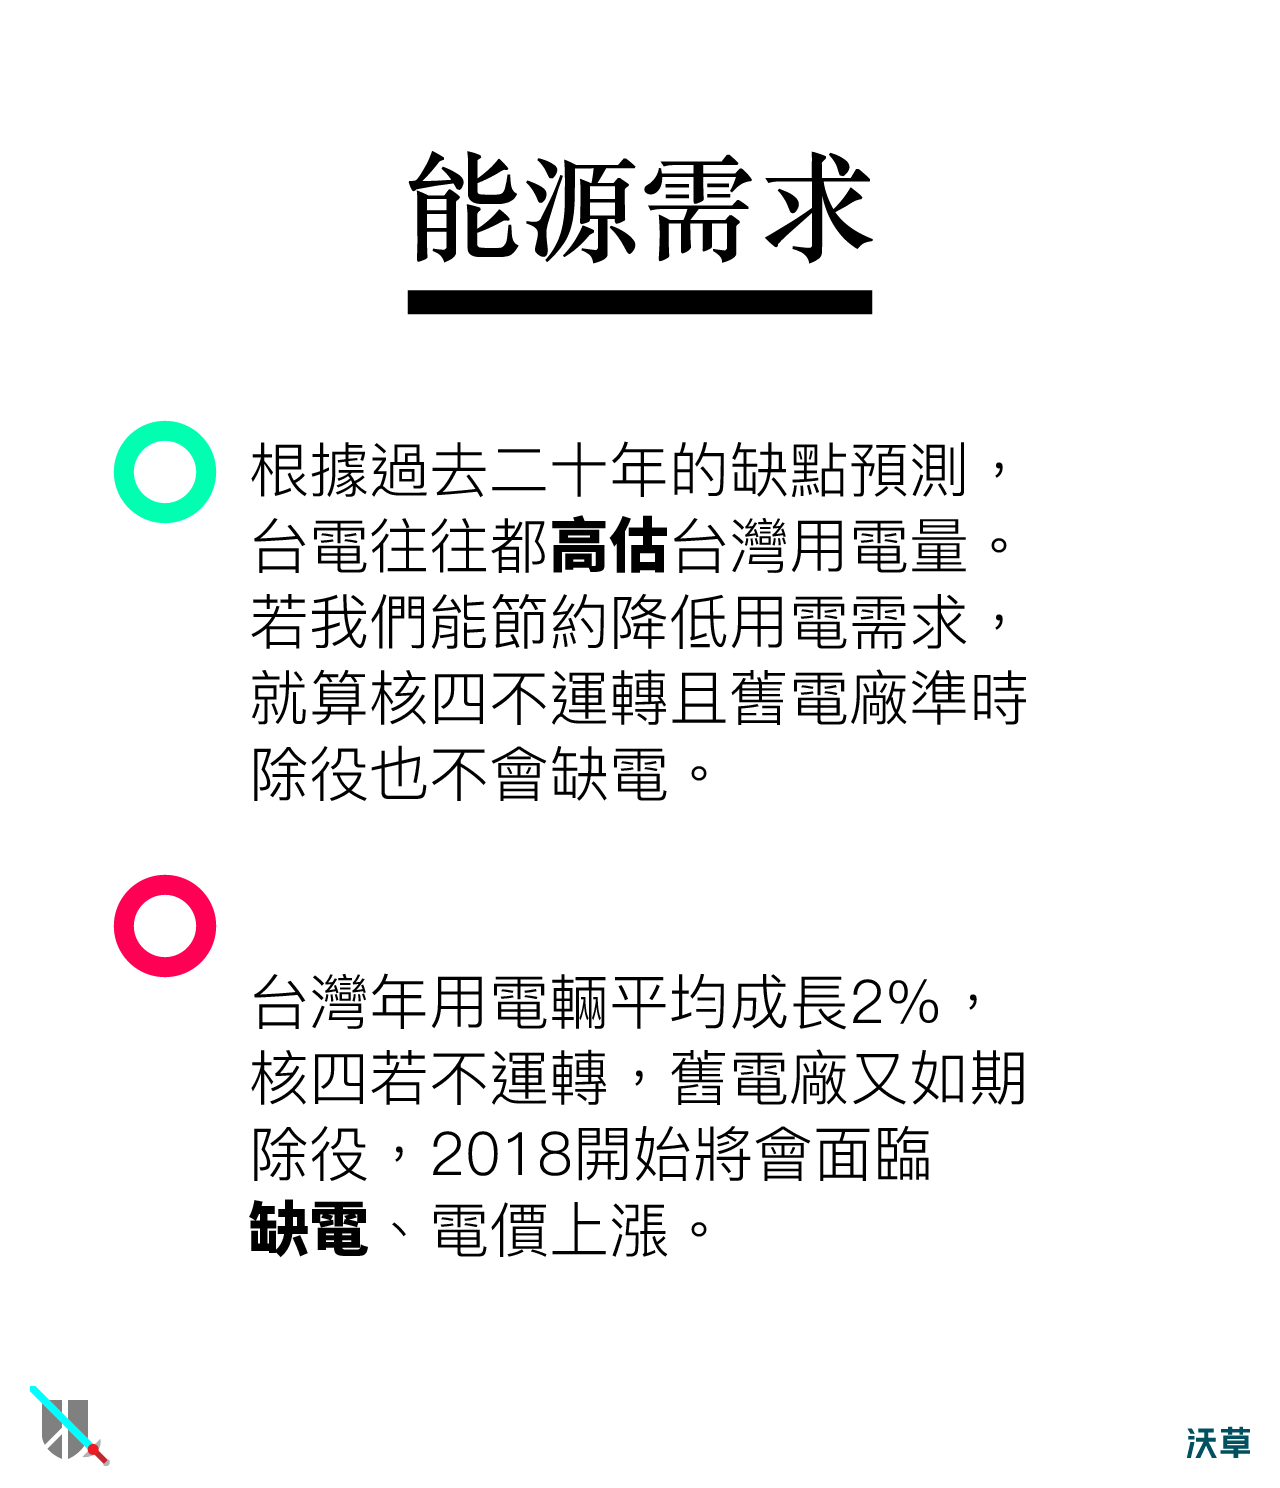 能源需求
根據過去二十年的缺點預測，
台電往往都高估台灣用電量。
若我們能節約降低用電需求，
就算核四不運轉且舊電廠準時
除役也不會缺電。
台灣年用電輛平均成長2%，
核四若不運轉，舊電廠又如期
除役，2018開始將會面臨
缺電、電價上漲。
沃草